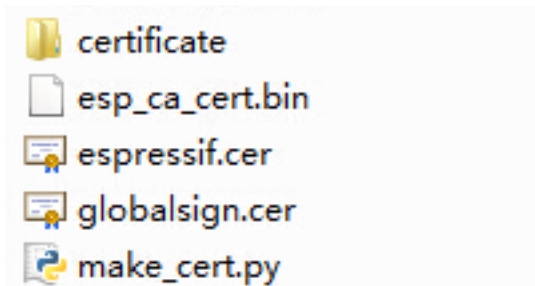 certificate
esp_ca_cert.bin
espressif.cer
globalsign.cer
make_cert.py